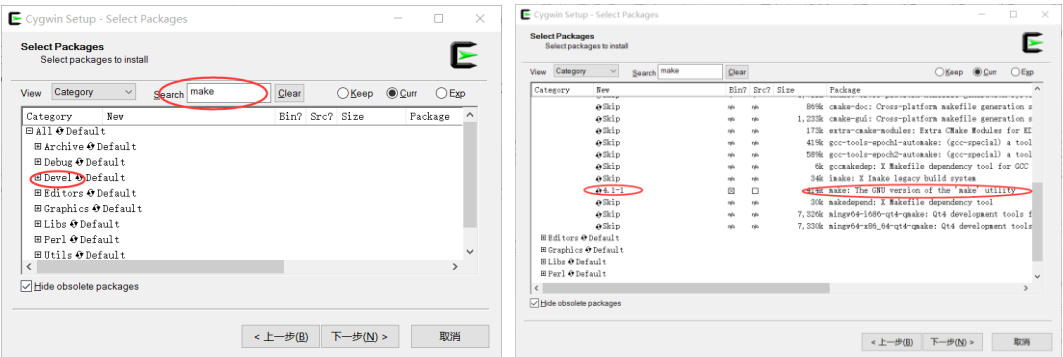 Cygwin Setup - Select Packages
Select Packages
Select packages to install
View Category Search make Clear Keep Curr Exp
Category New Bin? Src? Size Package
All Default
Archive Default
Debug Default
Devel Default
Editors Default
Graphics Default
Libs Default
Perl Default
Utils Default
Hide obsolete packages
< 上一步(B) 下一步(N) > 取消
Cygwin Setup - Select Packages
Select Packages
Select packages to install
View Category Search make Clear Keep Curr Exp
Category New Bin? Src? Size Package
Skip n/a n/a 869k cmake-doc: Cross-platform makefile generation s
Skip n/a n/a 1,233k cmake-gui: Cross-platform makefile generation s
Skip n/a n/a 173k extra-cmake-modules: Extra CMake Modules for KD
Skip n/a n/a 419k gcc-tools-epoch1-automake: (gcc-special) a tool
Skip n/a n/a 589k gcc-tools-epoch2-automake: (gcc-special) a tool
Skip n/a n/a 6k gccmakedep: X Makefile dependency tool for GCC
Skip n/a n/a 34k imake: X Imake legacy build system
4.1-1 414k make: The GNU version of the 'make' utility
Skip n/a n/a 30k makedepend: X Makefile dependency tool
Skip n/a n/a 7,326k mingw64-i686-qt4-qmake: Qt4 development tools f
Skip n/a n/a 7,330k mingw64-x86_64-qt4-qmake: Qt4 development tools
Editors Default
Graphics Default
Libs Default
Perl Default
Hide obsolete packages
< 上一步(B) 下一步(N) > 取消